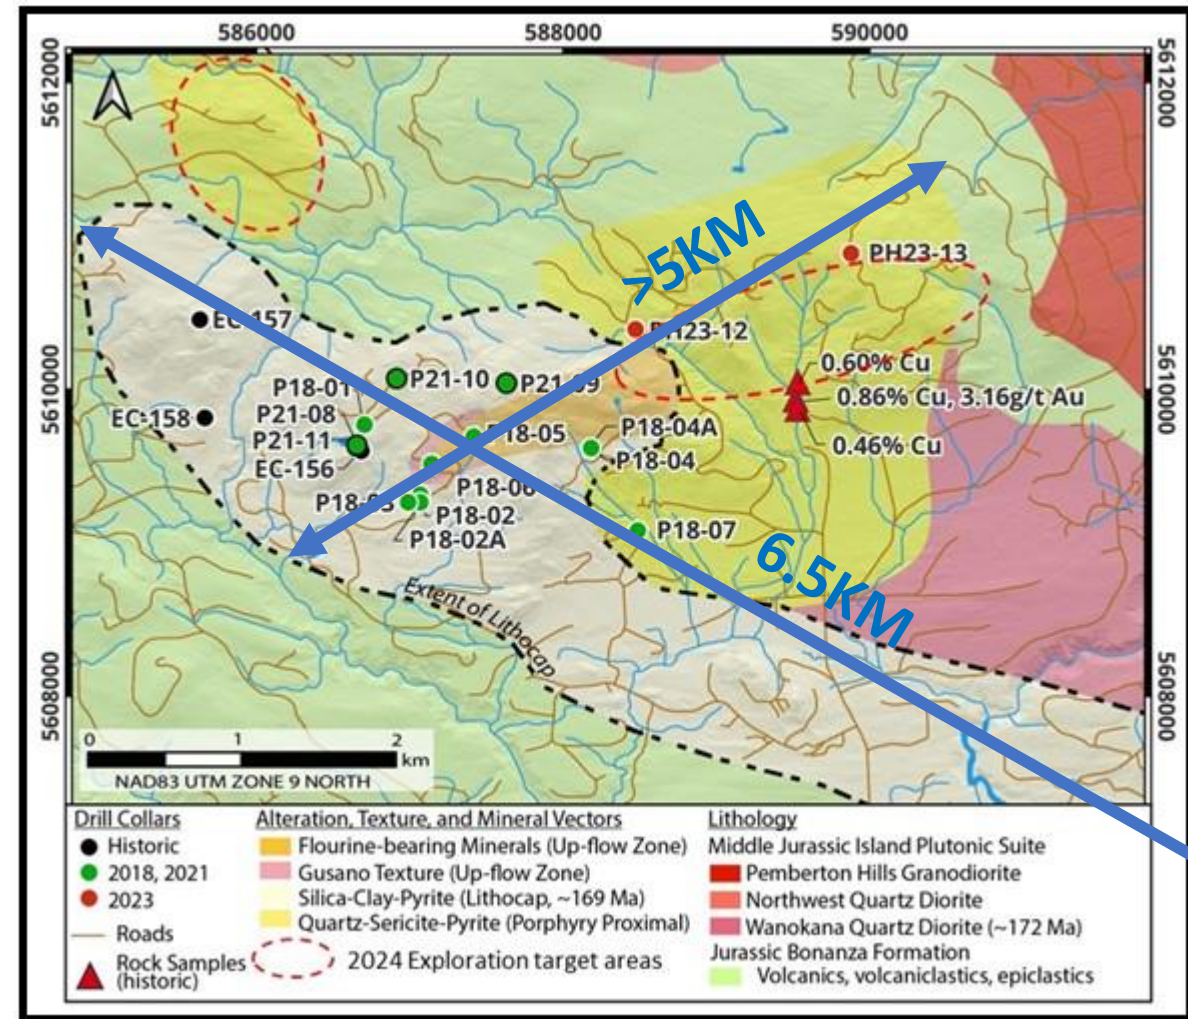 586000
588000
590000
5612000
5612000
>5KM
PH23-13
EC-157
PH23-12
0.60% Cu
P18-01
P21-10
P21-09
5610000
5610000
0.86% Cu, 3.16g/t Au
EC-158
P21-08
P18-05
P18-04A
P21-11
0.46% Cu
EC-156
P18-04
P18-06
P18-03
P18-02
P18-07
P18-02A
6.5KM
Extent of Lithocap
5608000
5608000
0 1 2
km
NAD83 UTM ZONE 9 NORTH
Drill Collars
Historic
2018, 2021
2023
Roads
Rock Samples
(historic)
Alteration, Texture, and Mineral Vectors
Flourine-bearing Minerals (Up-flow Zone)
Gusano Texture (Up-flow Zone)
Silica-Clay-Pyrite (Lithocap, ~169 Ma)
Quartz-Sericite-Pyrite (Porphyry Proximal)
2024 Exploration target areas
Lithology
Middle Jurassic Island Plutonic Suite
Pemberton Hills Granodiorite
Northwest Quartz Diorite
Wanokana Quartz Diorite (~172 Ma)
Jurassic Bonanza Formation
Volcanics, volcaniclastics, epiclastics